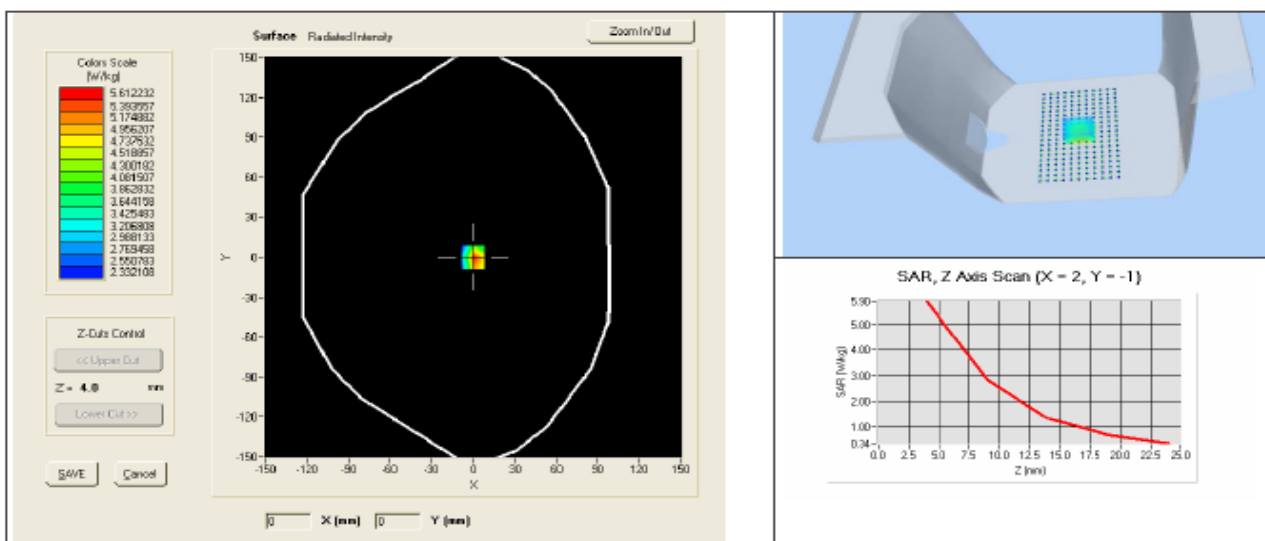 Surface Radiated Intensity
Zoom In/Out
Colors Scale
[W/kg]
5.612232
5.393557
5.174882
4.956207
4.737532
4.518857
4.300182
4.081507
3.862832
3.644158
3.425483
3.206808
2.988133
2.769458
2.550783
2.332108
Z-Cuts Control
<< Upper Cut
Z = 4.0 mm
Lower Cut >>
SAVE Cancel
150
120
90
60
30
0
-30
-60
-90
-120
-150
Y
-150 -120 -90 -60 -30 0 30 60 90 120 150
X
0 X (mm) 0 Y (mm)
SAR, Z Axis Scan (X = 2, Y = -1)
5.90
5.00
4.00
3.00
2.00
1.00
0.34
SAR (W/kg)
0.0 2.5 5.0 7.5 10.0 12.5 15.0 17.5 20.0 22.5 25.0
Z (mm)